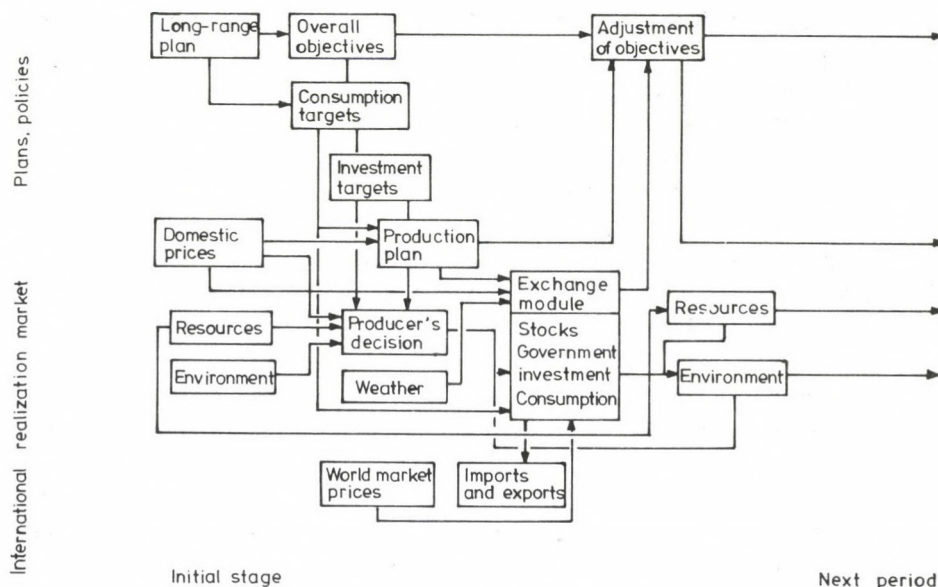 Long-range
plan
Overall
objectives
Adjustment
of objectives
Consumption
targets
Investment
targets
Domestic
prices
Production
plan
Exchange
module
Resources
Resources
Producer's
decision
Stocks
Government
investment
Consumption
Environment
Weather
Environment
World market
prices
Imports
and exports
Plans, policies
International realization market
Initial stage
Next period